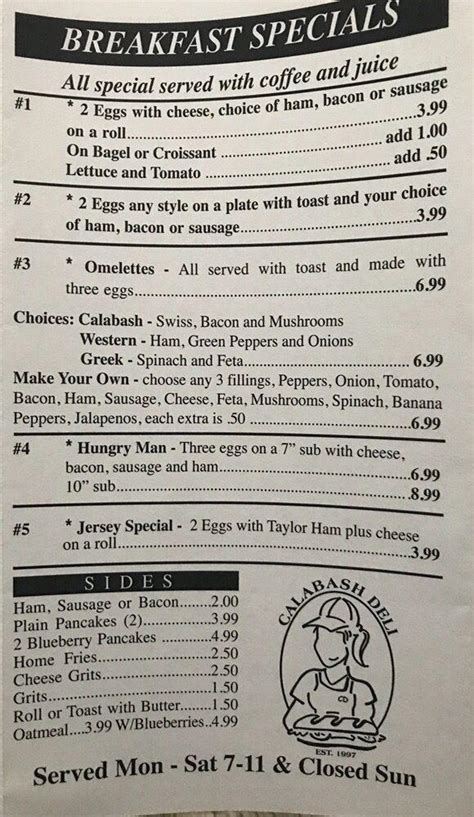 BREAKFAST SPECIALS
All special served with coffee and juice
#1 * 2 Eggs with cheese, choice of ham, bacon or sausage
on a roll.......3.99
On Bagel or Croissant ....... add 1.00
Lettuce and Tomato ....... add .50
#2 * 2 Eggs any style on a plate with toast and your choice
of ham, bacon or sausage.......3.99
#3 * Omelettes - All served with toast and made with
three eggs.......6.99
Choices: Calabash - Swiss, Bacon and Mushrooms
Western - Ham, Green Peppers and Onions
Greek - Spinach and Feta....... 6.99
Make Your Own - choose any 3 fillings, Peppers, Onion, Tomato,
Bacon, Ham, Sausage, Cheese, Feta, Mushrooms, Spinach, Banana
Peppers, Jalapenos, each extra is .50 .......6.99
#4 * Hungry Man - Three eggs on a 7" sub with cheese,
bacon, sausage and ham.......6.99
10" sub.......8.99
#5 * Jersey Special - 2 Eggs with Taylor Ham plus cheese
on a roll.......3.99
SIDES
Ham, Sausage or Bacon.......2.00
Plain Pancakes (2).......3.99
2 Blueberry Pancakes .......4.99
Home Fries.......2.50
Cheese Grits.......2.50
Grits.......1.50
Roll or Toast with Butter.......1.50
Oatmeal....3.99 W/Blueberries..4.99
CALABASH DELI
EST. 1997
Served Mon - Sat 7-11 & Closed Sun